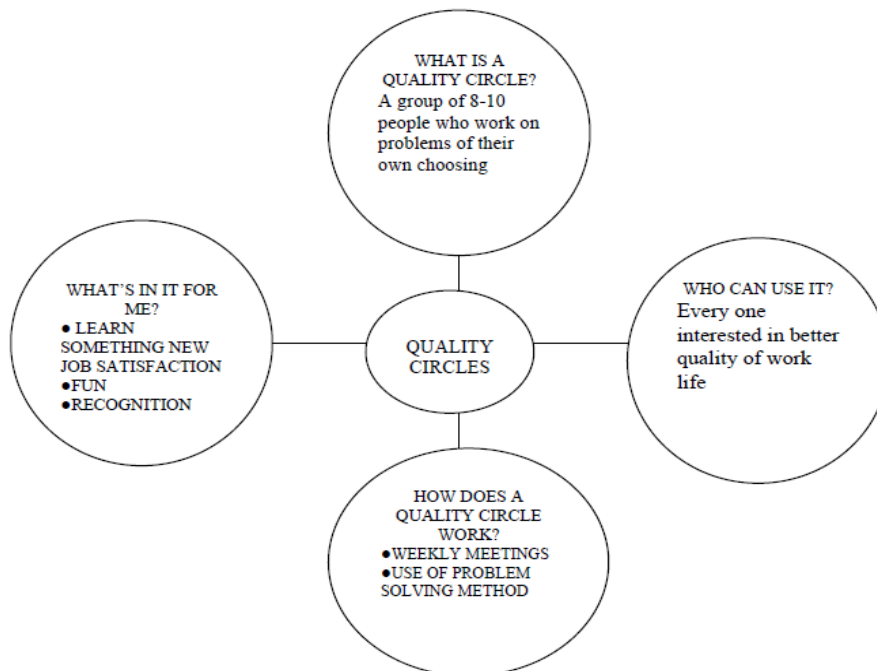 WHAT IS A
QUALITY CIRCLE?
A group of 8-10
people who work on
problems of their
own choosing
WHAT'S IN IT FOR
ME?
● LEARN
SOMETHING NEW
JOB SATISFACTION
●FUN
●RECOGNITION
QUALITY
CIRCLES
WHO CAN USE IT?
Every one
interested in better
quality of work
life
HOW DOES A
QUALITY CIRCLE
WORK?
●WEEKLY MEETINGS
●USE OF PROBLEM
SOLVING METHOD